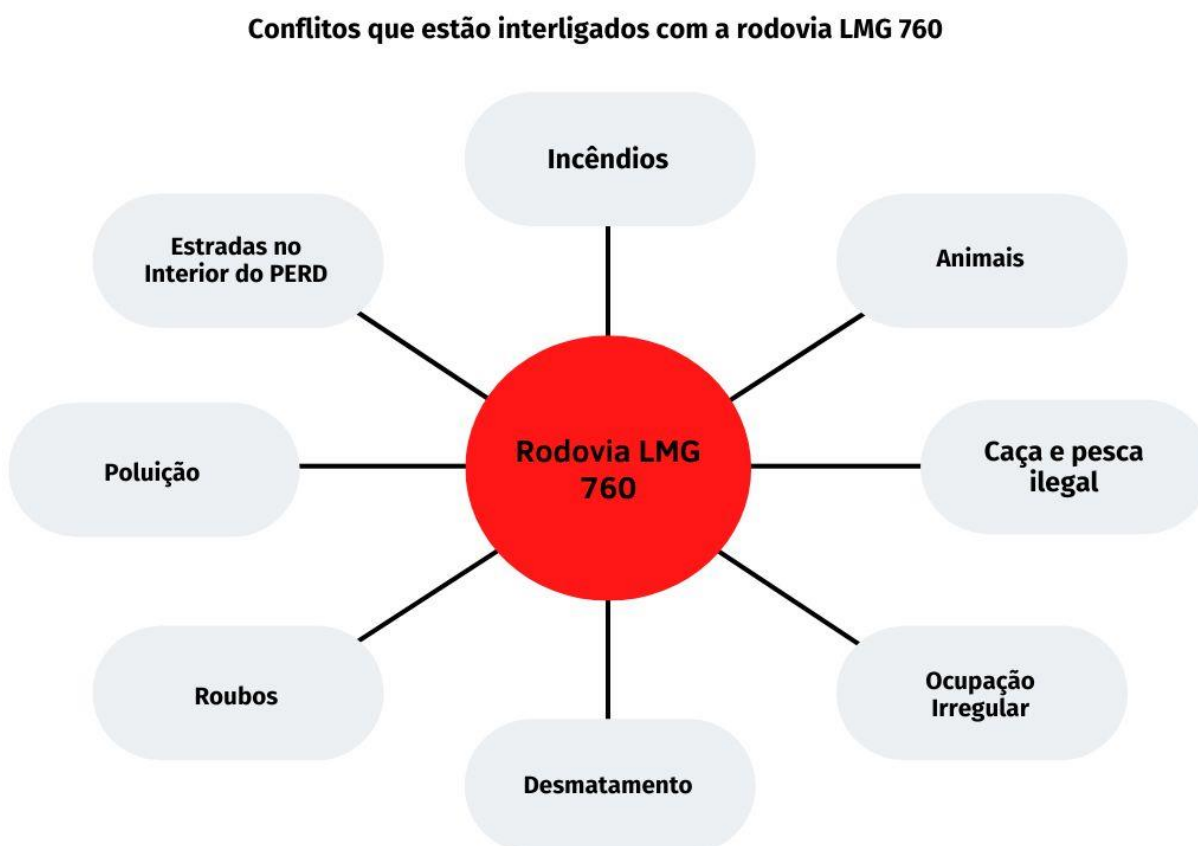 Conflitos que estão interligados com a rodovia LMG 760
Incêndios
Estradas no
Interior do PERD
Animais
Poluição
Rodovia LMG
760
Caça e pesca
ilegal
Roubos
Ocupação
Irregular
Desmatamento